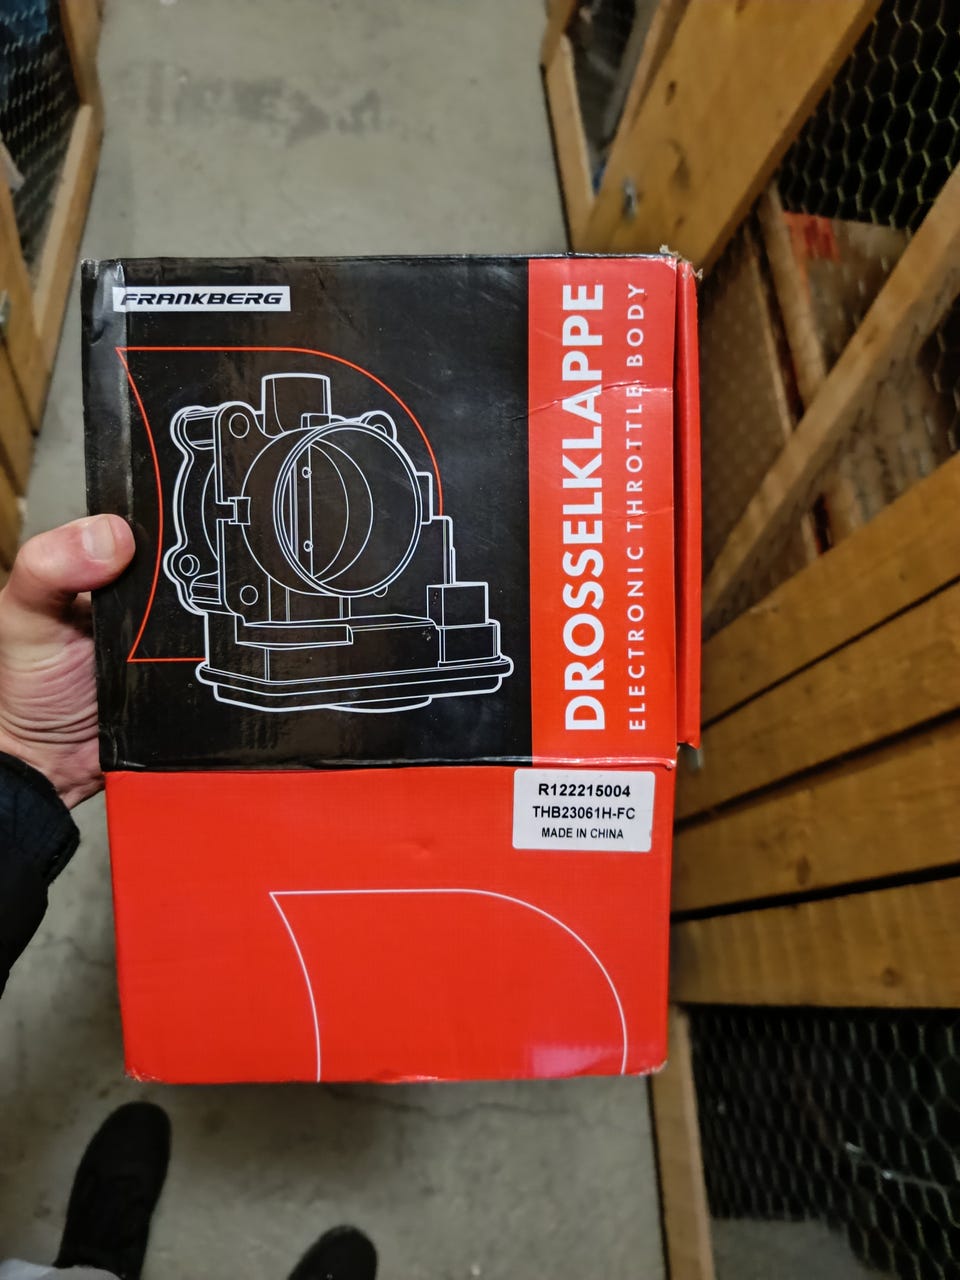 FRANKBERG
DROSSELKLAPPE
ELECTRONIC THROTTLE BODY
R122215004
THB23061H-FC
MADE IN CHINA